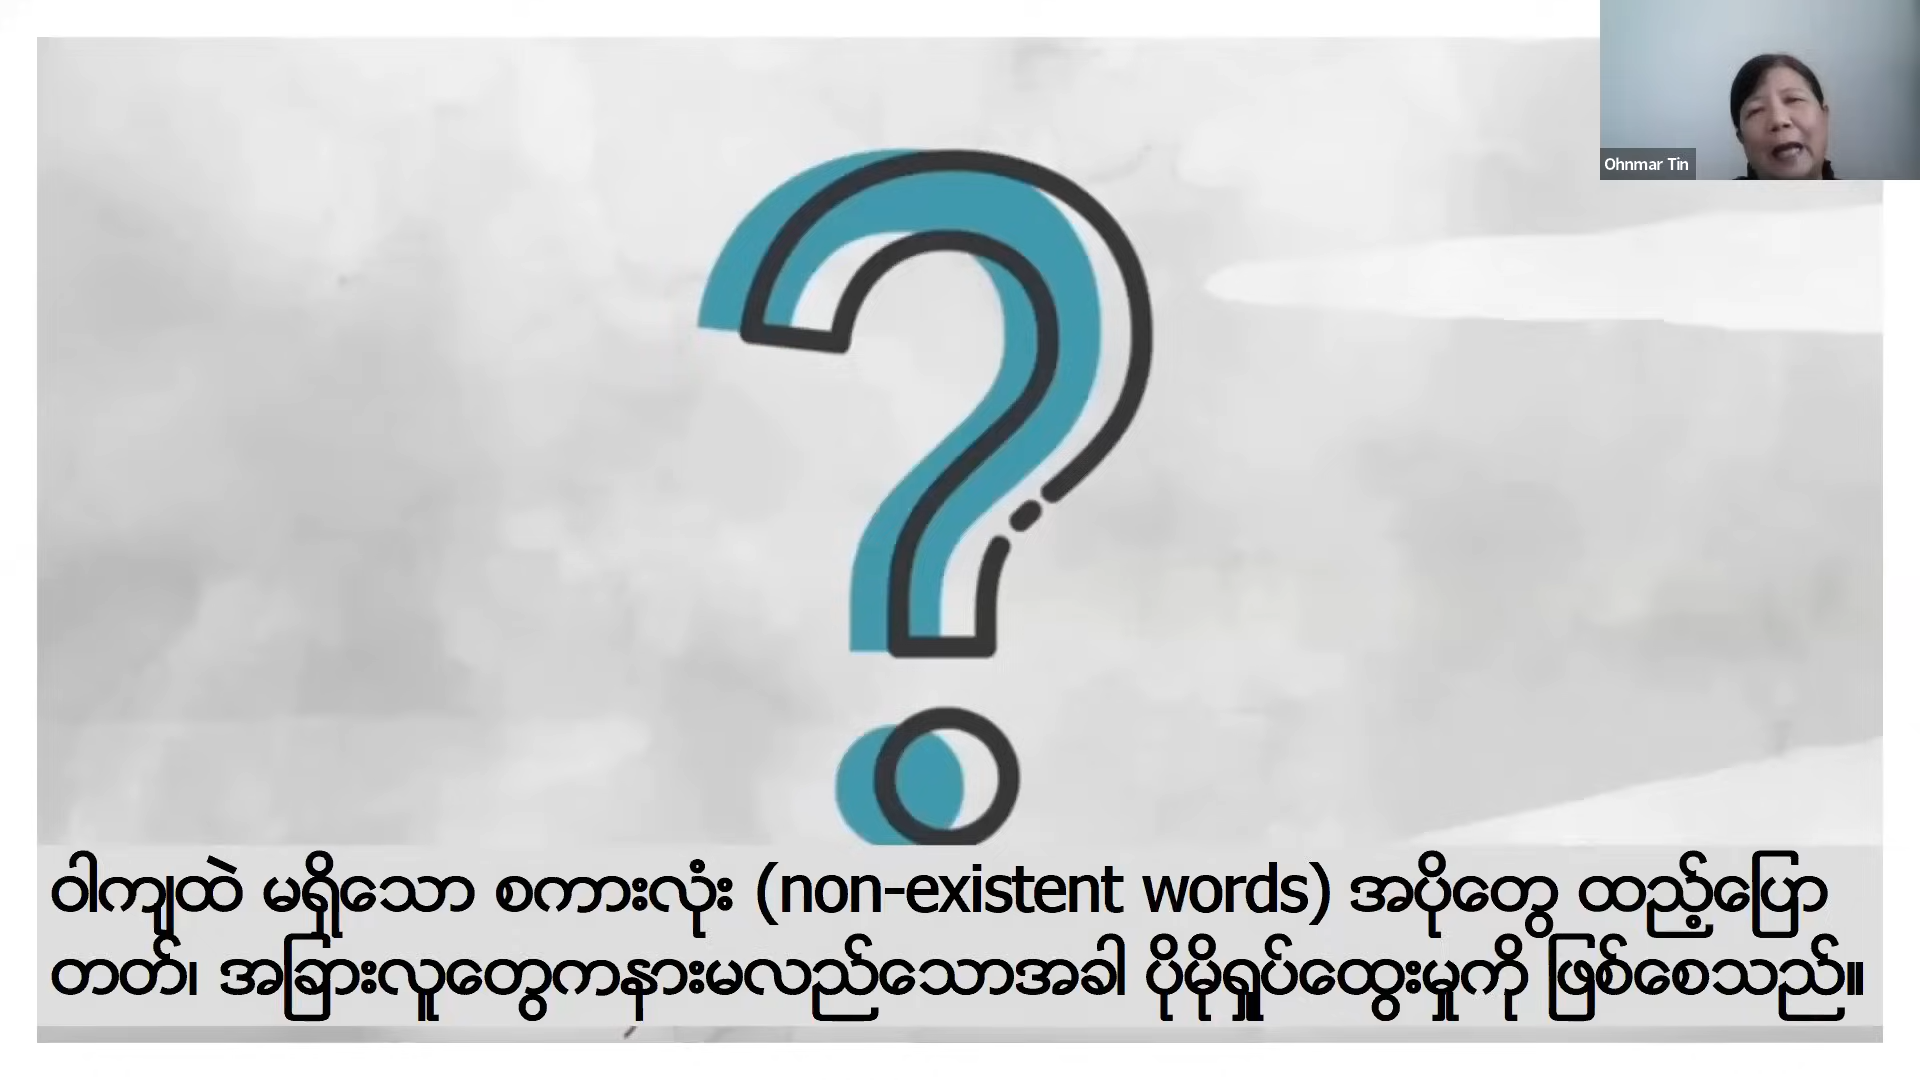 Ohnmar Tin
ဝါကျထဲ မရှိသော စကားလုံး (non-existent words) အပိုတွေ ထည့်ပြော
တတ်၊ အခြားလူတွေကနားမလည်သောအခါ ပိုမိုရှုပ်ထွေးမှုကို ဖြစ်စေသည်။